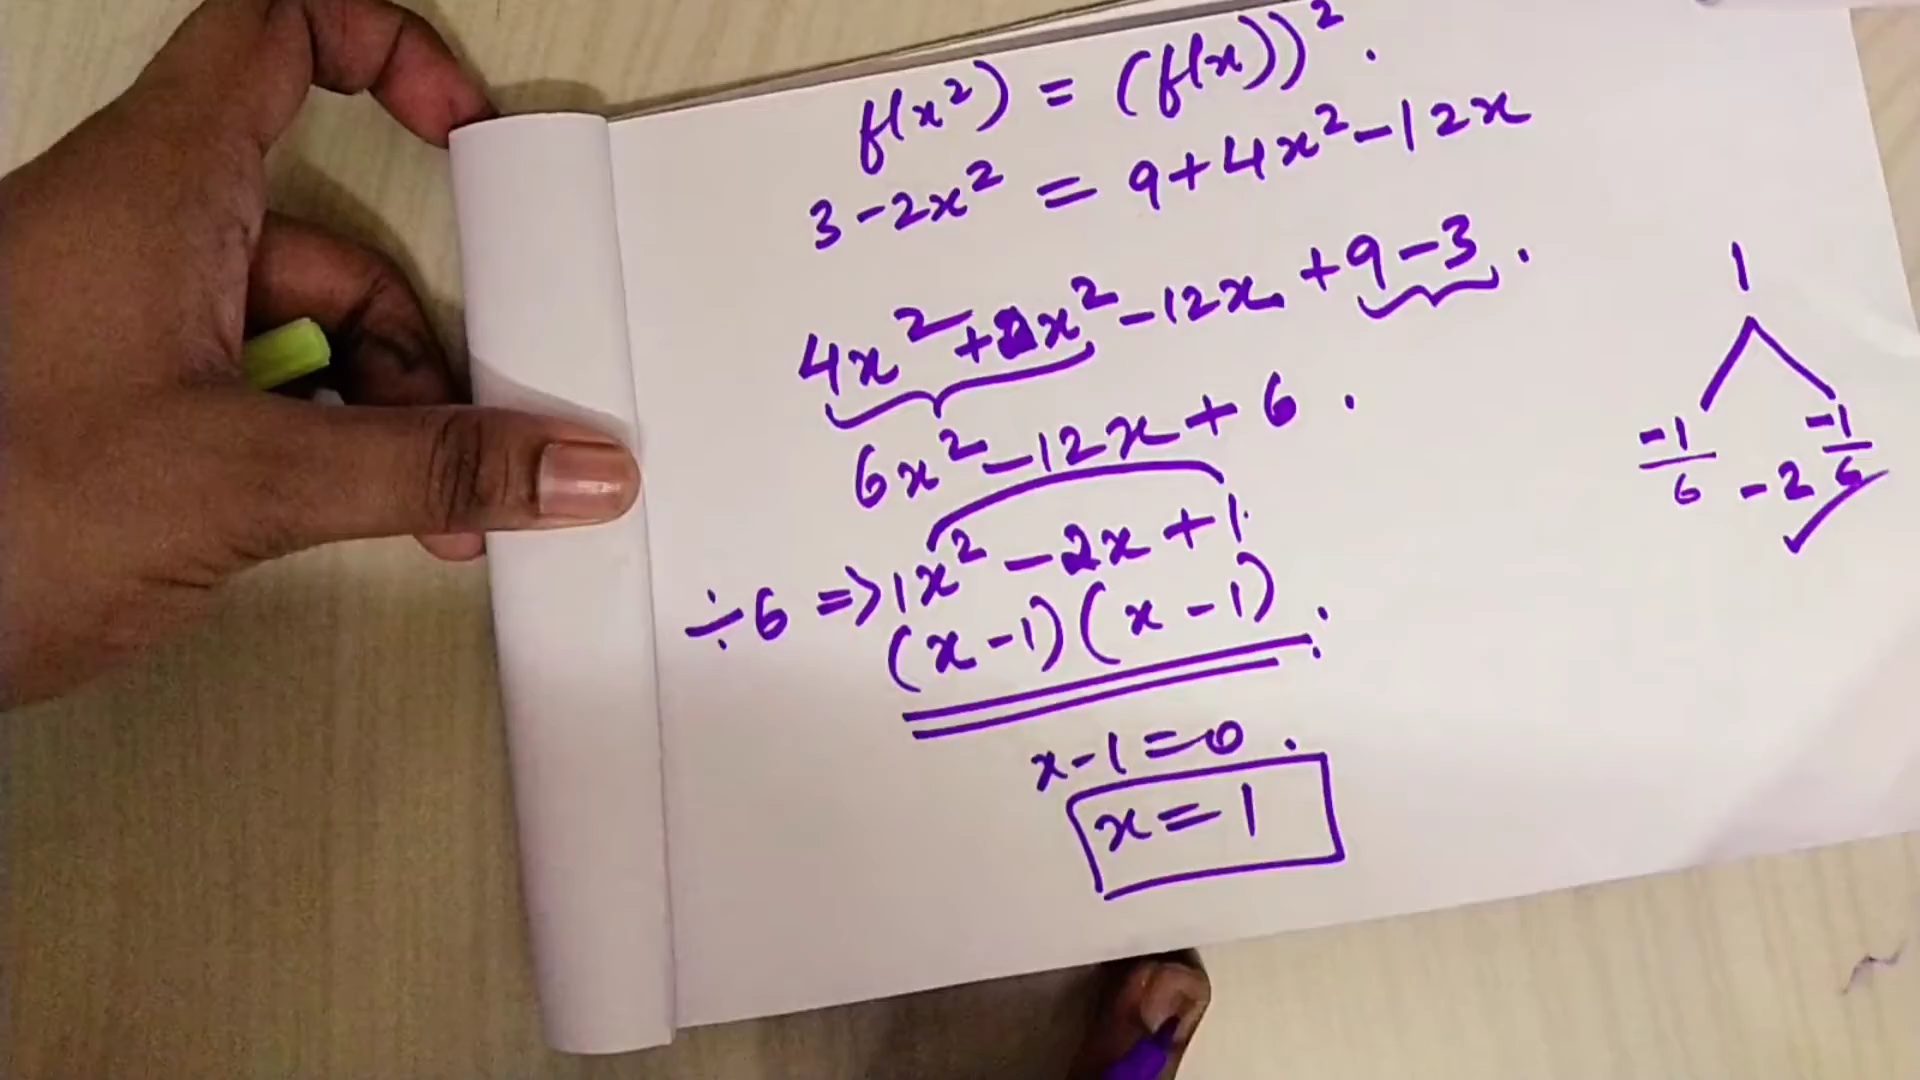 f(x²) = (f(x))² .
3-2x² = 9+4x²-12x
4x²+2x²-12x+9-3 .
6x²-12x+6 .
÷6 => 1x²-2x+1
(x-1)(x-1) .
x-1=0 .
x=1
1
-1/6 -2 -1/6